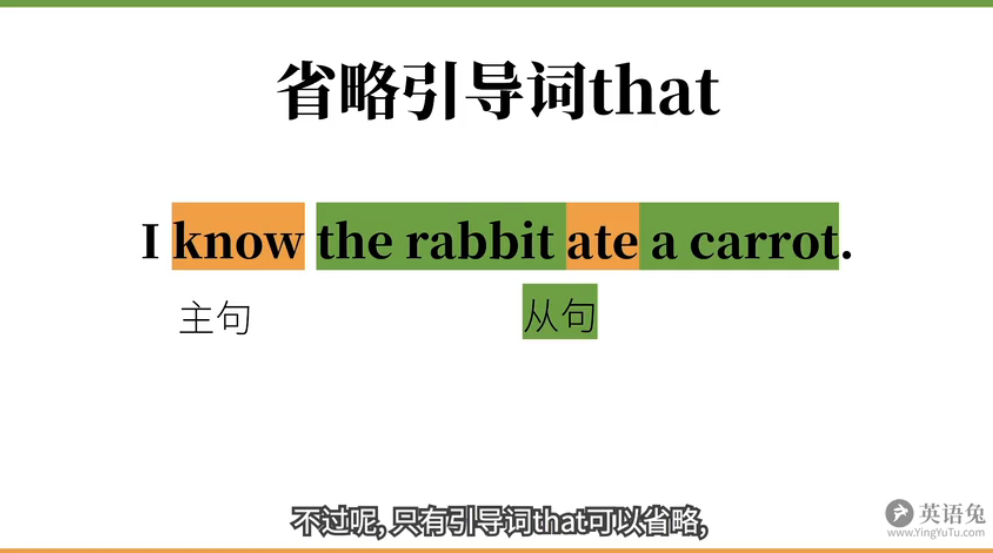 省略引导词that
I know the rabbit ate a carrot.
主句
从句
不过呢, 只有引导词that可以省略,
英语兔
www.YingYuTu.com